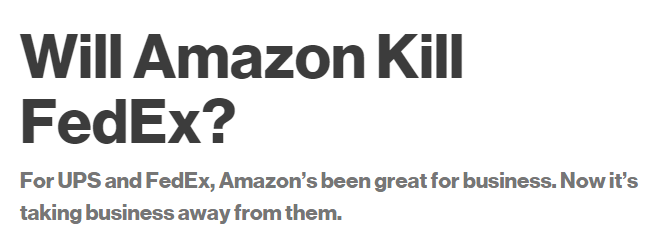 Will Amazon Kill
FedEx?
For UPS and FedEx, Amazon’s been great for business. Now it’s
taking business away from them.